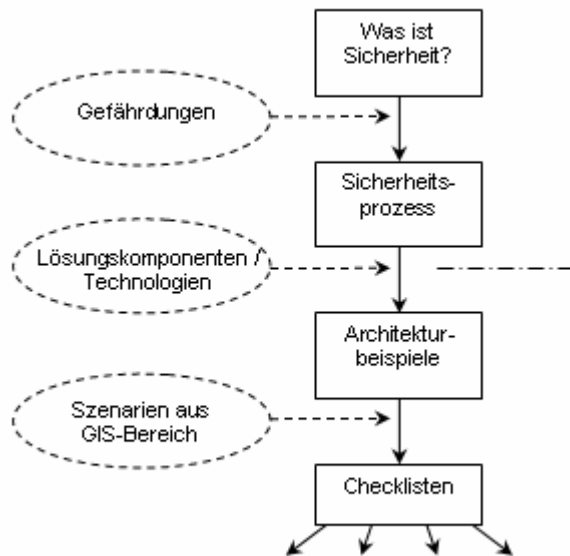 Was ist
Sicherheit?
Gefährdungen
Sicherheits-
prozess
Lösungskomponenten /
Technologien
Architektur-
beispiele
Szenarien aus
GIS-Bereich
Checklisten